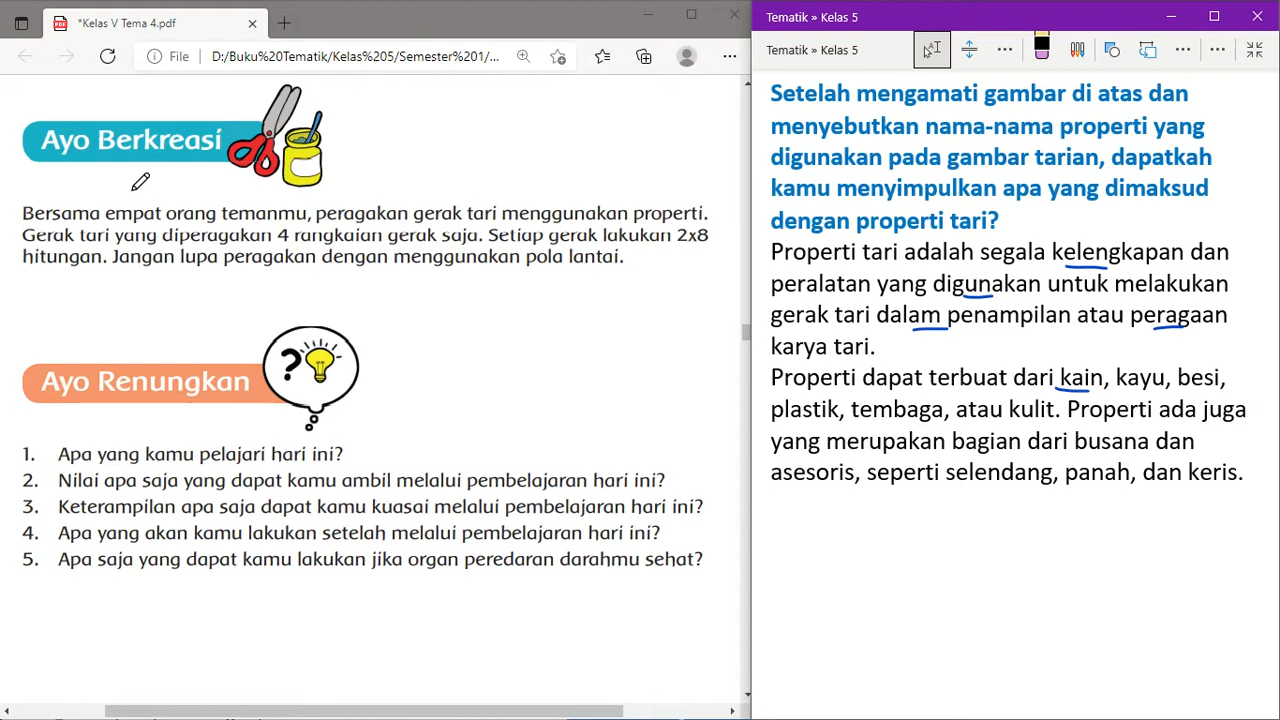 *Kelas V Tema 4.pdf
File
D:/Buku%20Tematik/Kelas%205/Semester%201/...
Ayo Berkreasi
Bersama empat orang temanmu, peragakan gerak tari menggunakan properti.
Gerak tari yang diperagakan 4 rangkaian gerak saja. Setiap gerak lakukan 2x8
hitungan. Jangan lupa peragakan dengan menggunakan pola lantai.
?
Ayo Renungkan
1. Apa yang kamu pelajari hari ini?
2. Nilai apa saja yang dapat kamu ambil melalui pembelajaran hari ini?
3. Keterampilan apa saja dapat kamu kuasai melalui pembelajaran hari ini?
4. Apa yang akan kamu lakukan setelah melalui pembelajaran hari ini?
5. Apa saja yang dapat kamu lakukan jika organ peredaran darahmu sehat?
Tematik » Kelas 5
Tematik » Kelas 5
Setelah mengamati gambar di atas dan
menyebutkan nama-nama properti yang
digunakan pada gambar tarian, dapatkah
kamu menyimpulkan apa yang dimaksud
dengan properti tari?
Properti tari adalah segala kelengkapan dan
peralatan yang digunakan untuk melakukan
gerak tari dalam penampilan atau peragaan
karya tari.
Properti dapat terbuat dari kain, kayu, besi,
plastik, tembaga, atau kulit. Properti ada juga
yang merupakan bagian dari busana dan
asesoris, seperti selendang, panah, dan keris.